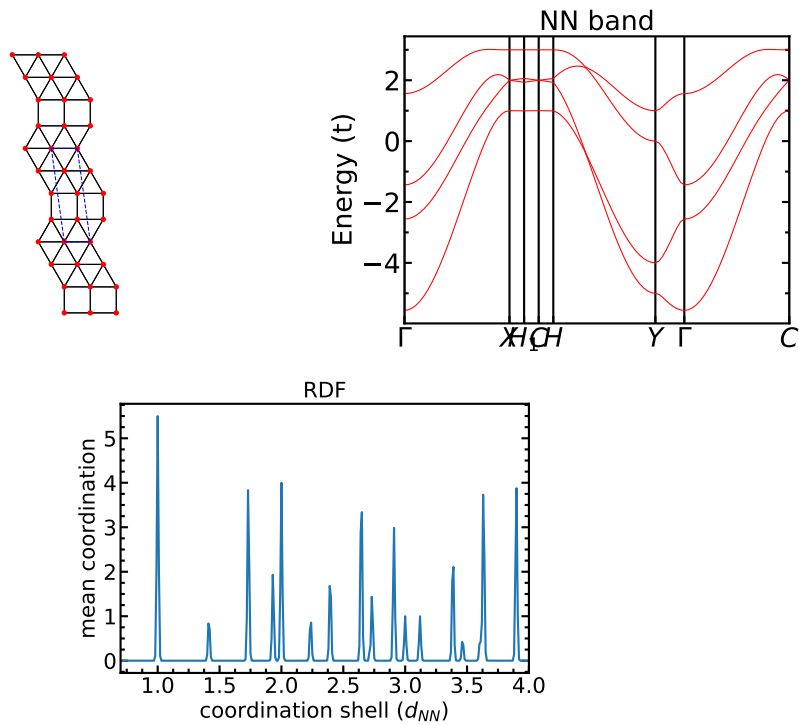 NN band
Energy (t)
2
0
−2
−4
Γ
X
H
1
C
H
Y
Γ
C
RDF
mean coordination
5
4
3
2
1
0
1.0 1.5 2.0 2.5 3.0 3.5 4.0
coordination shell (d_NN)